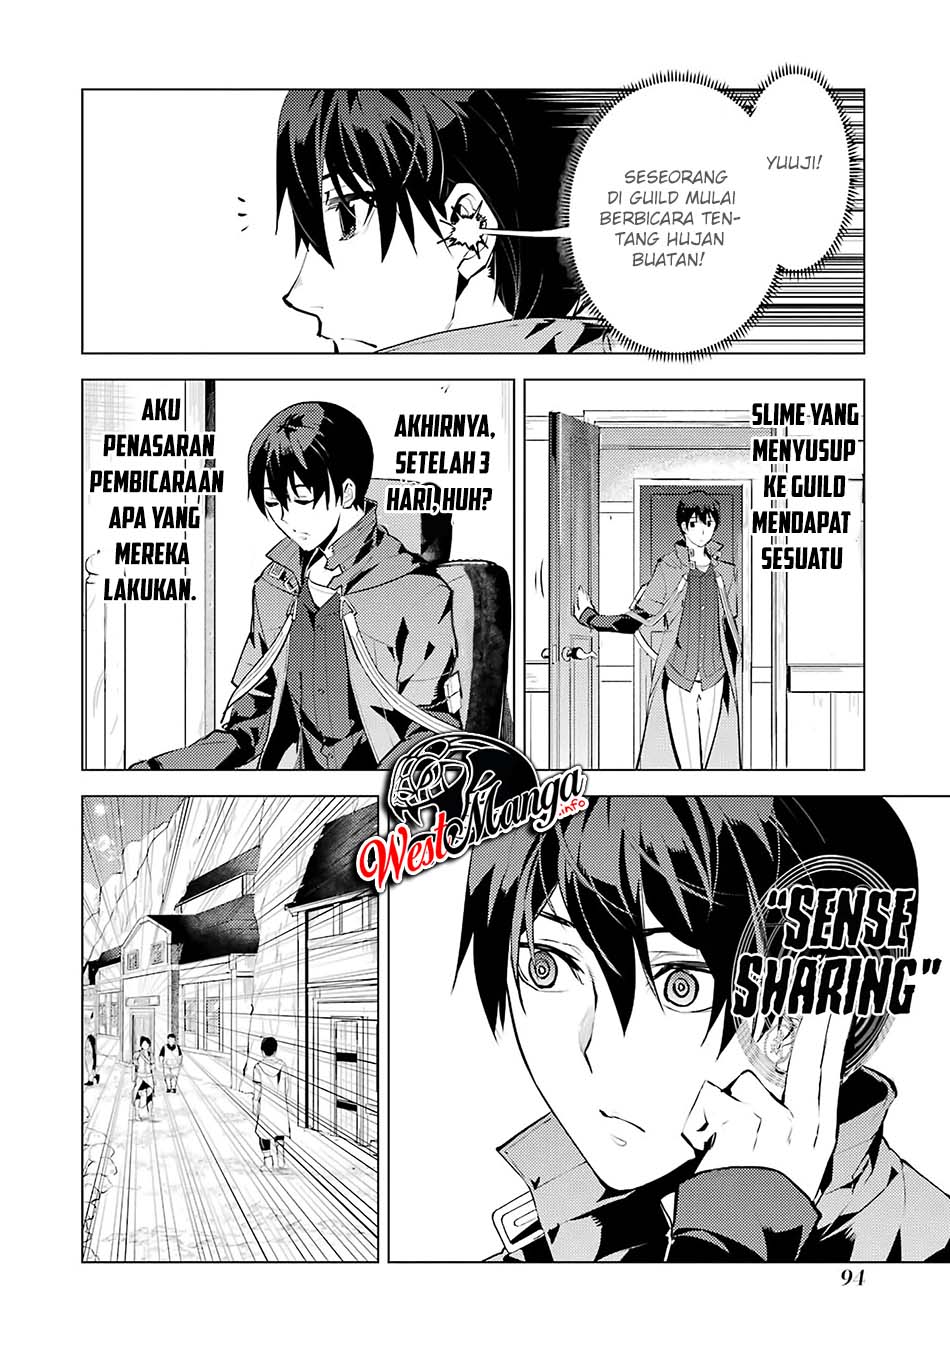 YUUJI!
SESEORANG
DI GUILD MULAI
BERBICARA TEN-
TANG HUJAN
BUATAN!
SLIME YANG
MENYUSUP
KE GUILD
MENDAPAT
SESUATU
AKHIRNYA,
SETELAH 3
HARI, HUH?
AKU
PENASARAN
PEMBICARAAN
APA YANG
MEREKA
LAKUKAN.
WestManga
.info
"SENSE
SHARING"
94